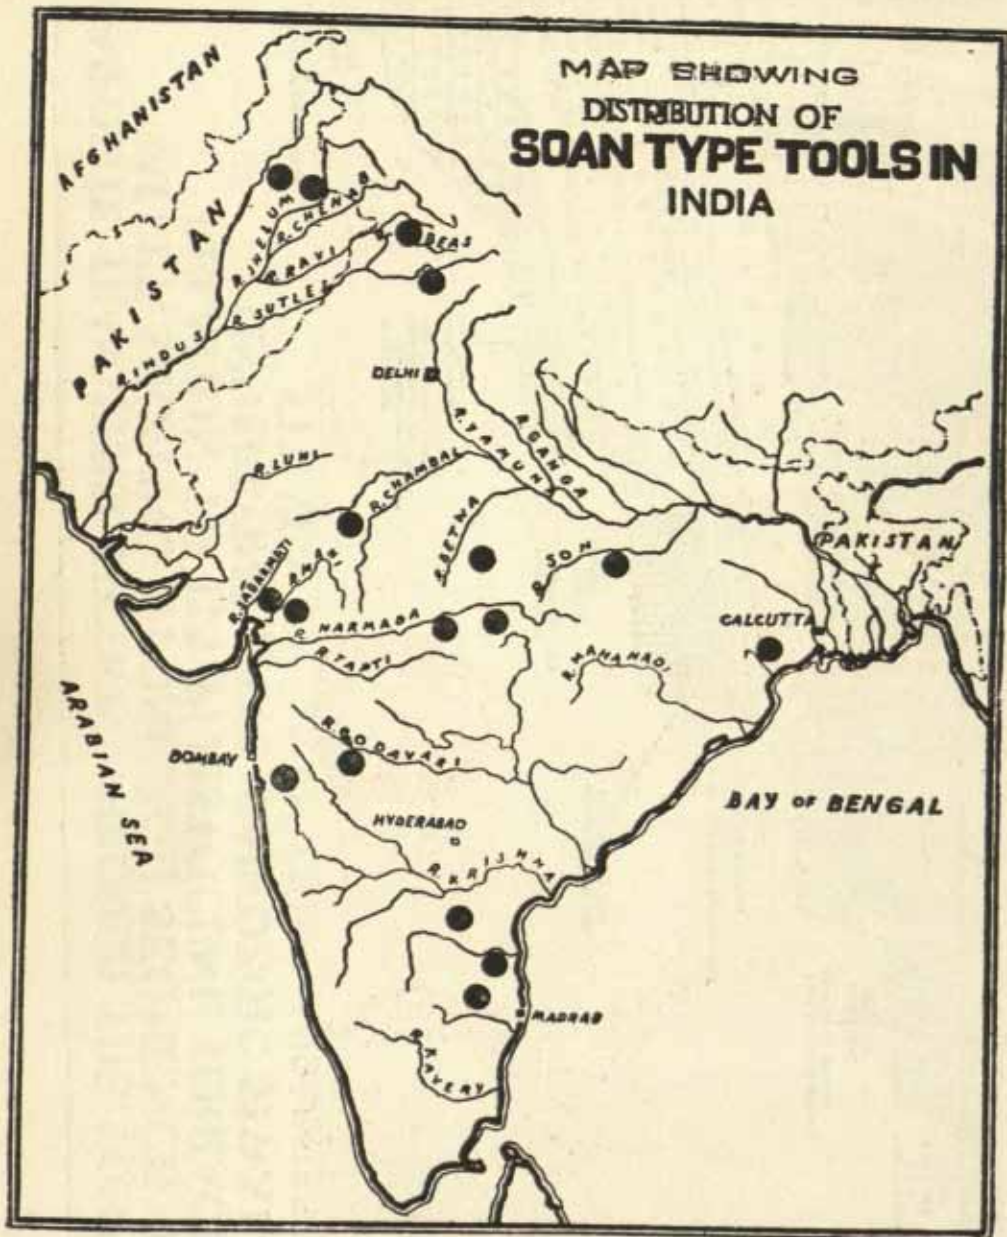 MAP SHOWING
DISTRIBUTION OF
SOAN TYPE TOOLS IN
INDIA
AFGHANISTAN
PAKISTAN
R. JHELUM
R. CHENAB
R. RAVI
BEAS
R. SUTLEJ
R. INDUS
DELHI
R. YAMUN
R. GANGA
R. LUNI
R. CHAMBAL
R. BETWA
R. SON
PAKISTAN
R. SABARMATI
R. MAHI
R. NARMADA
R. TAPTI
CALCUTTA
R. MAHANADI
ARABIAN SEA
BOMBAY
R. GODAVARI
BAY OF BENGAL
HYDERABAD
R. KRISHNA
MADRAS
R. KAVERY